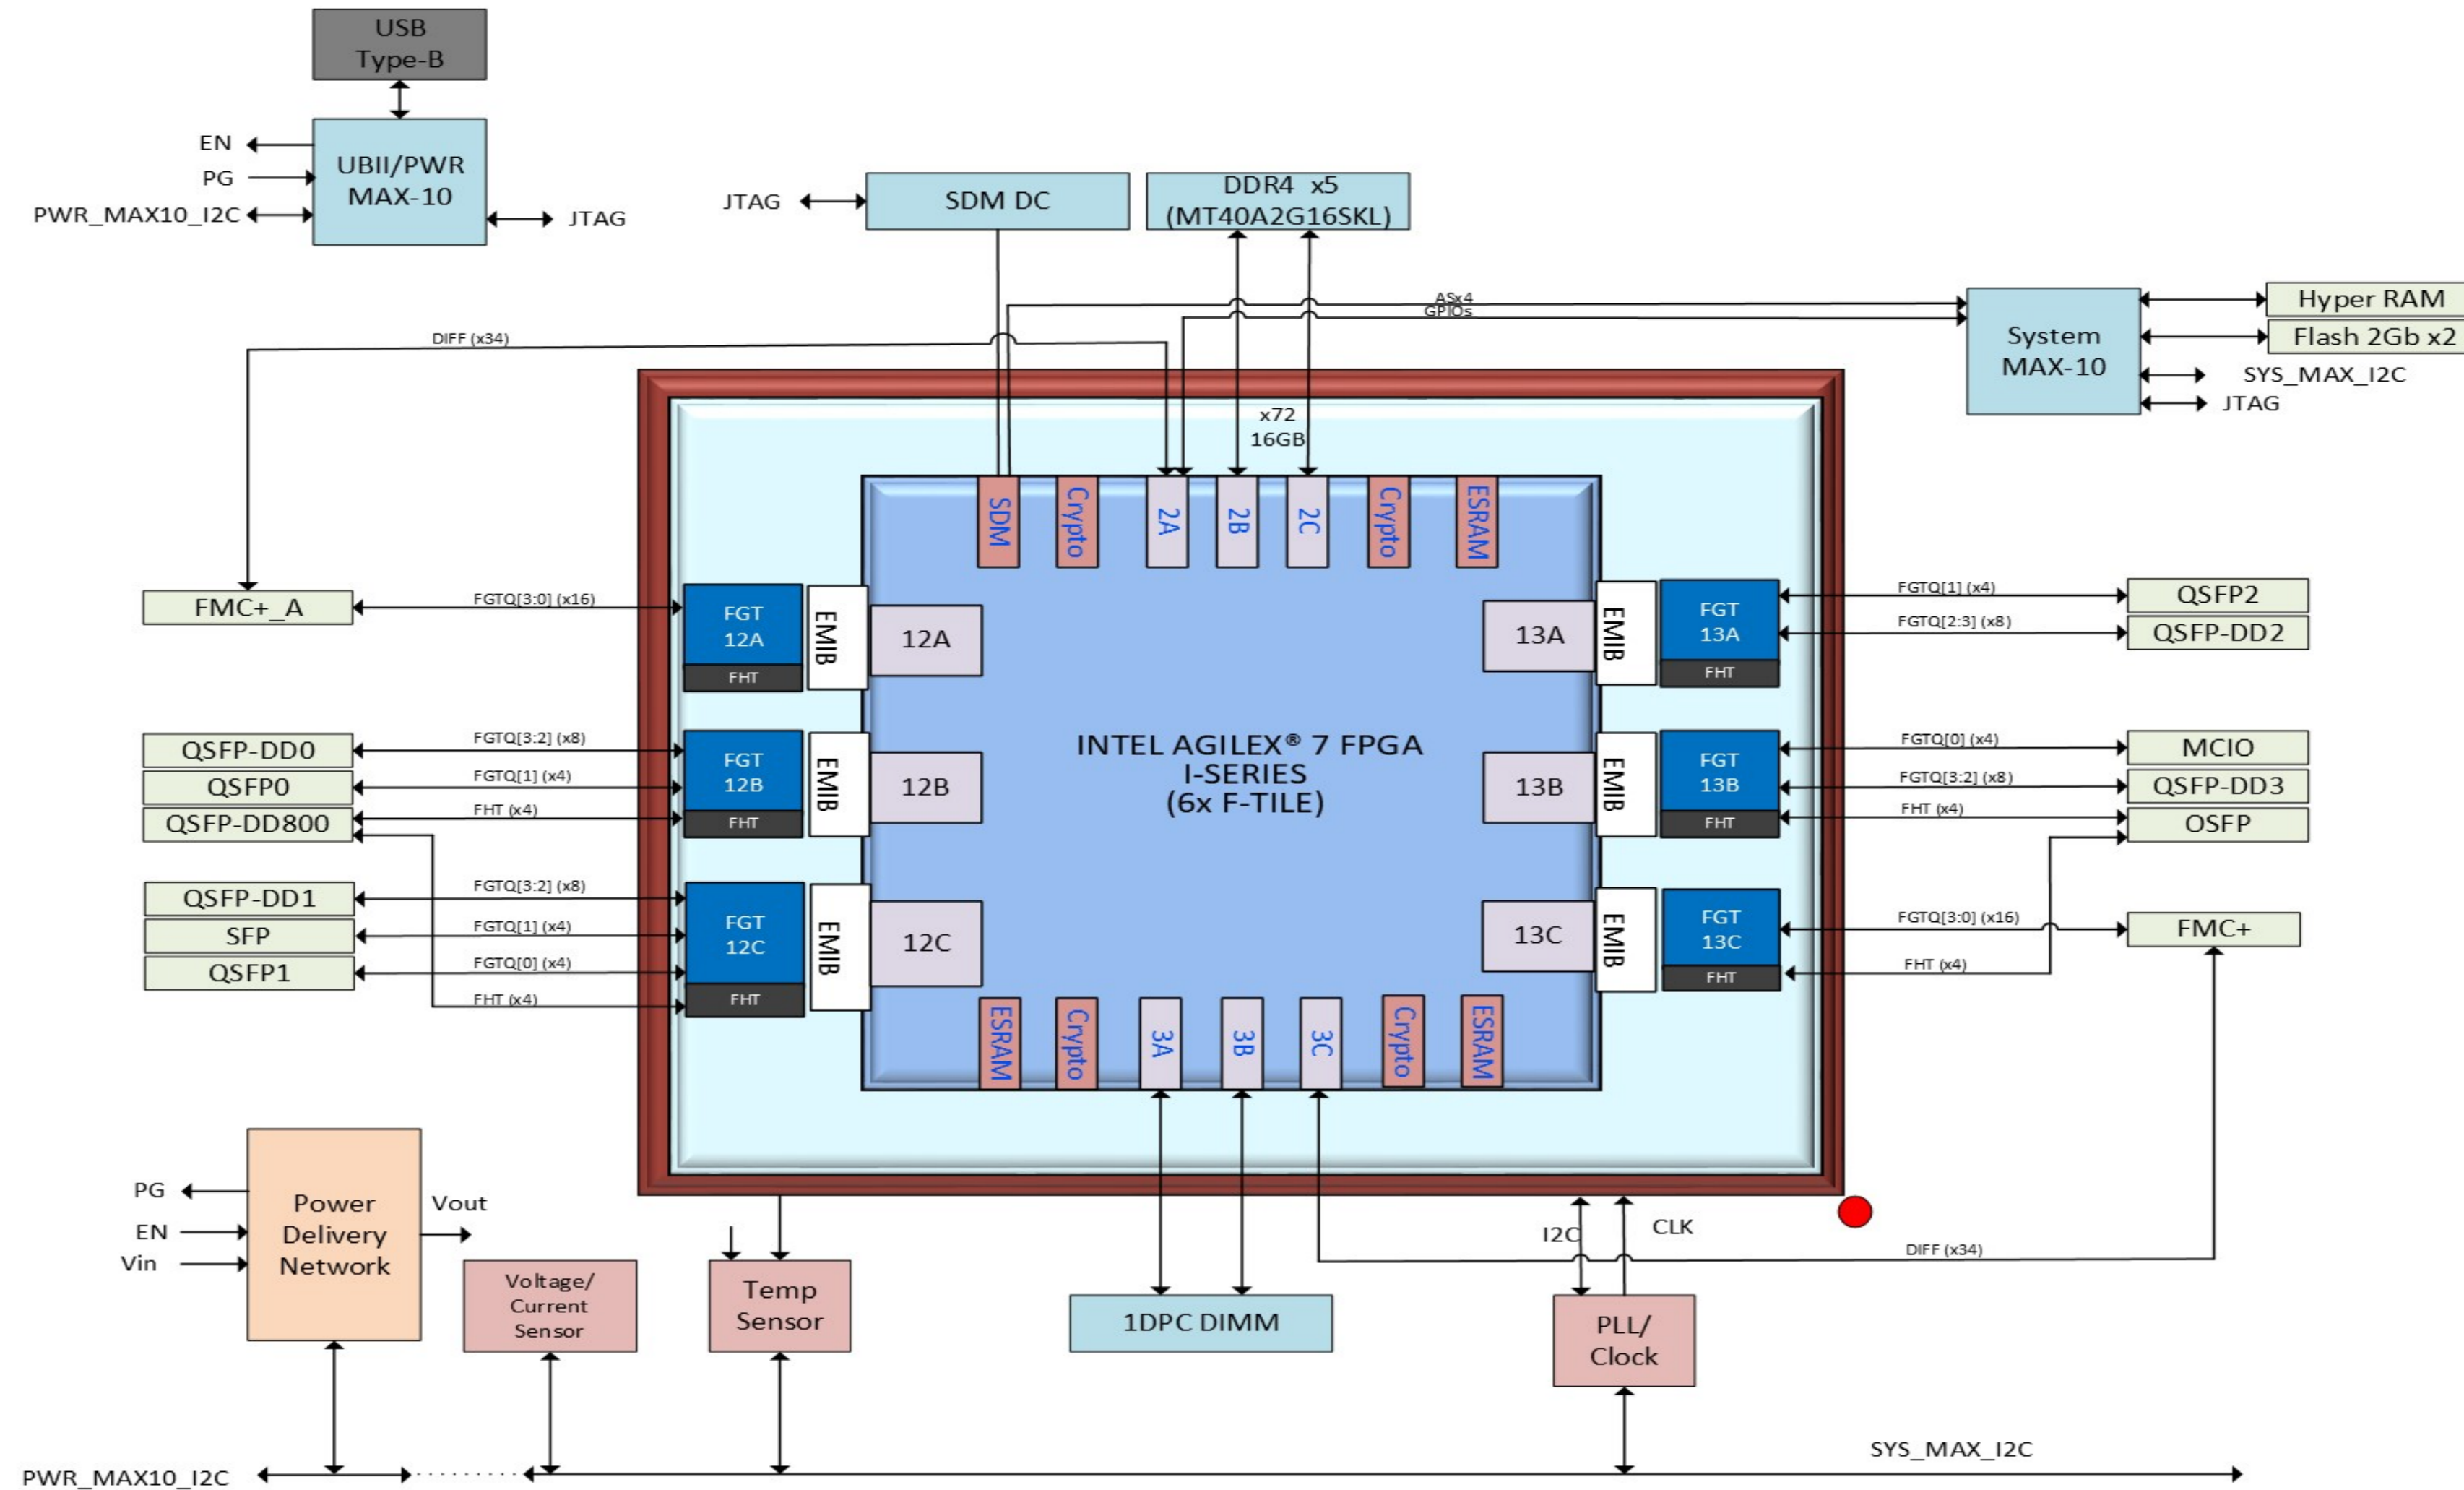 USB
Type-B
EN
PG
PWR_MAX10_I2C
UBII/PWR
MAX-10
JTAG
JTAG
SDM DC
DDR4 x5
(MT40A2G16SKL)
ASx4
GPIOs
DIFF (x34)
System
MAX-10
Hyper RAM
Flash 2Gb x2
SYS_MAX_I2C
JTAG
x72
16GB
SDM
Crypto
2A
2B
2C
Crypto
ESRAM
FMC+_A
FGTQ[3:0] (x16)
FGT
12A
FHT
EMIB
12A
13A
EMIB
FGT
13A
FHT
FGTQ[1] (x4)
QSFP2
FGTQ[2:3] (x8)
QSFP-DD2
QSFP-DD0
FGTQ[3:2] (x8)
QSFP0
FGTQ[1] (x4)
QSFP-DD800
FHT (x4)
FGT
12B
FHT
EMIB
12B
INTEL AGILEX® 7 FPGA
I-SERIES
(6x F-TILE)
13B
EMIB
FGT
13B
FHT
FGTQ[0] (x4)
MCIO
FGTQ[3:2] (x8)
QSFP-DD3
FHT (x4)
OSFP
QSFP-DD1
FGTQ[3:2] (x8)
SFP
FGTQ[1] (x4)
QSFP1
FGTQ[0] (x4)
FHT (x4)
FGT
12C
FHT
EMIB
12C
13C
EMIB
FGT
13C
FHT
FGTQ[3:0] (x16)
FMC+
FHT (x4)
ESRAM
Crypto
3A
3B
3C
Crypto
ESRAM
PG
EN
Vin
Power
Delivery
Network
Vout
Voltage/
Current
Sensor
Temp
Sensor
1DPC DIMM
I2C
CLK
DIFF (x34)
PLL/
Clock
PWR_MAX10_I2C
SYS_MAX_I2C